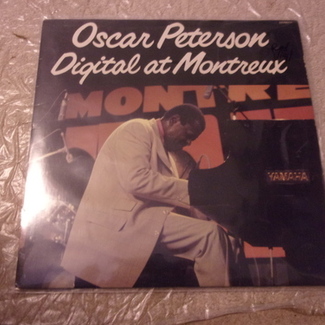 Oscar Peterson
Digital at Montreux
MONTRE
YAMAHA